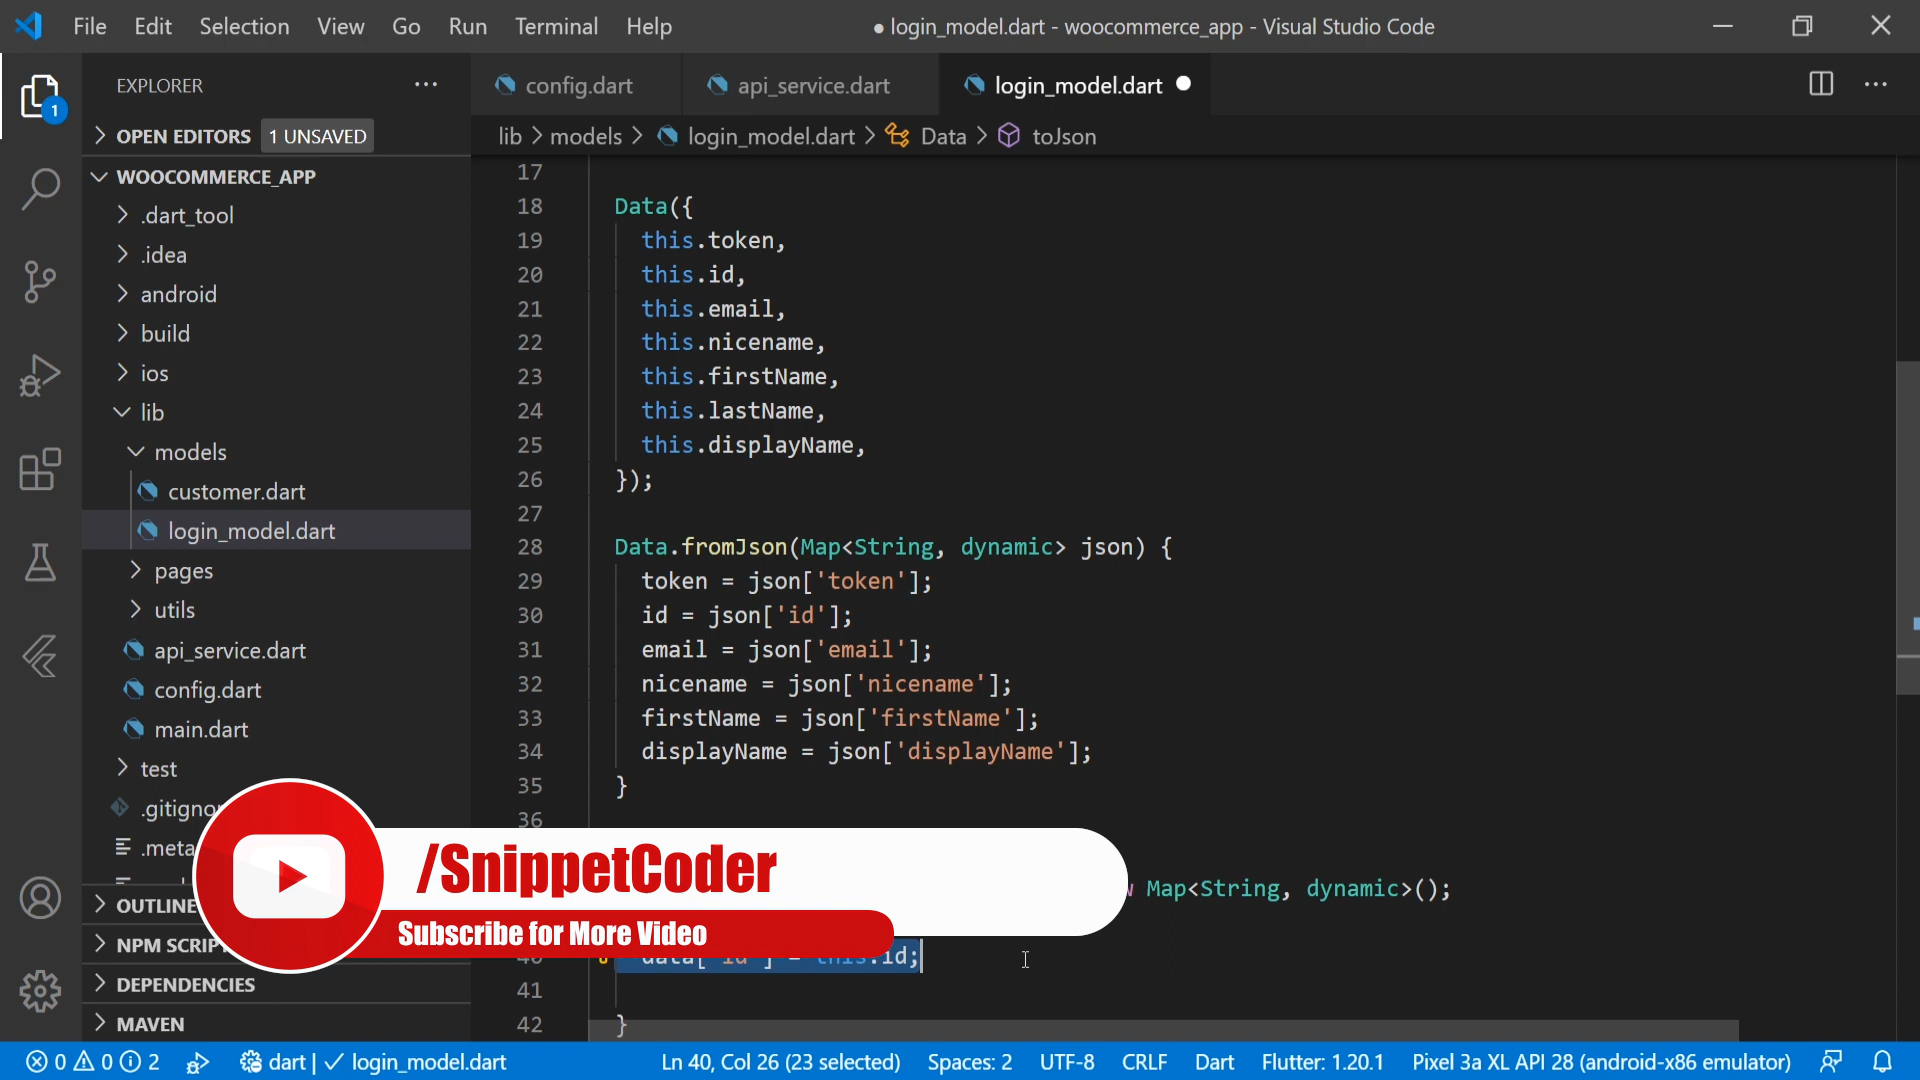 File Edit Selection View Go Run Terminal Help
● login_model.dart - woocommerce_app - Visual Studio Code
EXPLORER
config.dart api_service.dart login_model.dart
OPEN EDITORS 1 UNSAVED
lib > models > login_model.dart > Data > toJson
WOOCOMMERCE_APP
.dart_tool
.idea
android
build
ios
lib
models
customer.dart
login_model.dart
pages
utils
api_service.dart
config.dart
main.dart
test
.gitigno
.meta
OUTLINE
NPM SCRIP
DEPENDENCIES
MAVEN
1
17
18 Data({
19 this.token,
20 this.id,
21 this.email,
22 this.nicename,
23 this.firstName,
24 this.lastName,
25 this.displayName,
26 });
27
28 Data.fromJson(Map<String, dynamic> json) {
29 token = json['token'];
30 id = json['id'];
31 email = json['email'];
32 nicename = json['nicename'];
33 firstName = json['firstName'];
34 displayName = json['displayName'];
35 }
36
Map<String, dynamic>();
40 data['id'] = this.id;
41
42 }
/SnippetCoder
Subscribe for More Video
0 0 2 dart | ✓ login_model.dart Ln 40, Col 26 (23 selected) Spaces: 2 UTF-8 CRLF Dart Flutter: 1.20.1 Pixel 3a XL API 28 (android-x86 emulator)